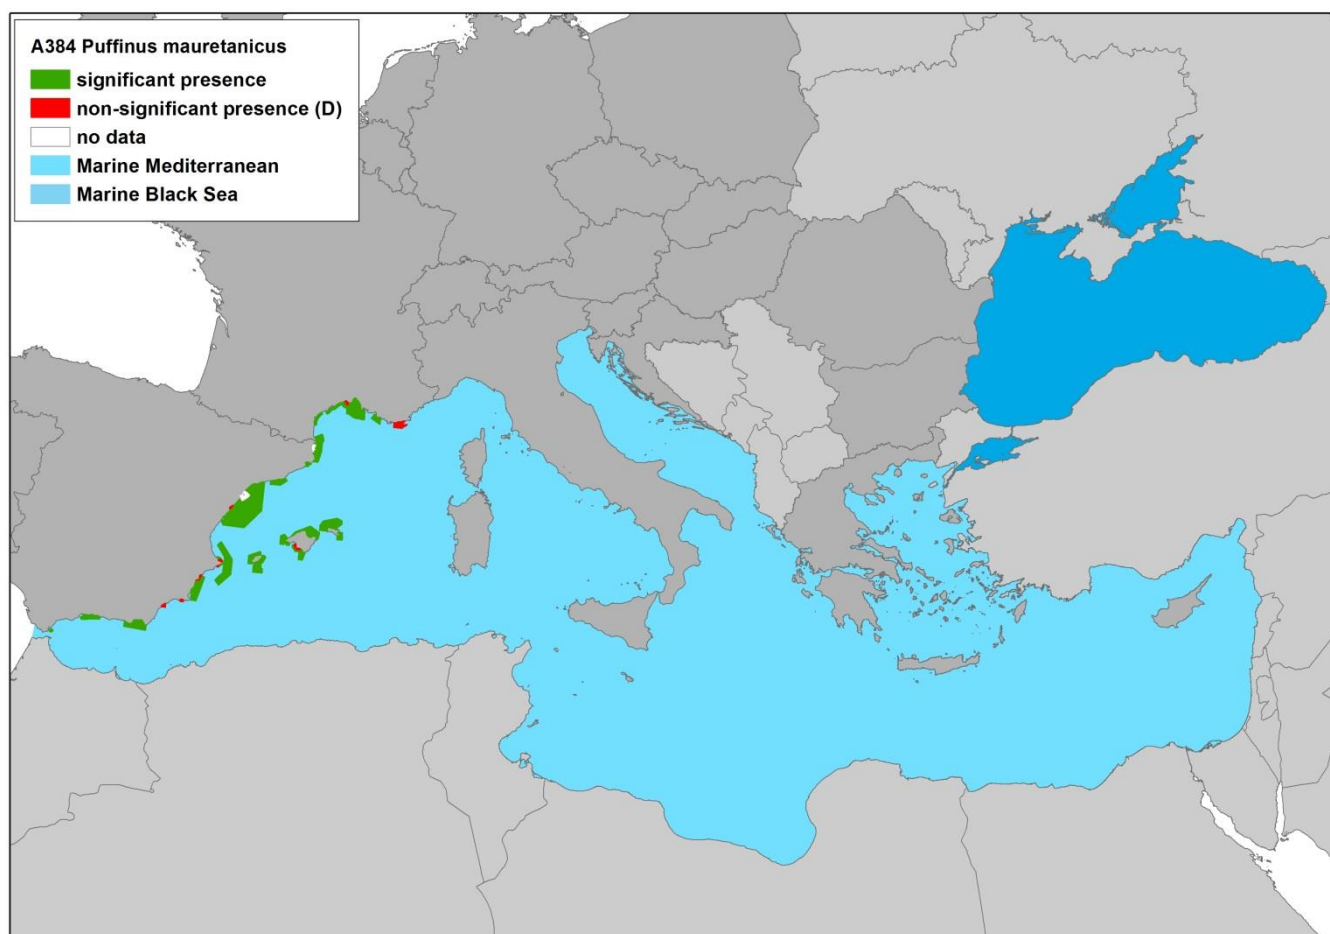 A384 Puffinus mauretanicus
significant presence
non-significant presence (D)
no data
Marine Mediterranean
Marine Black Sea